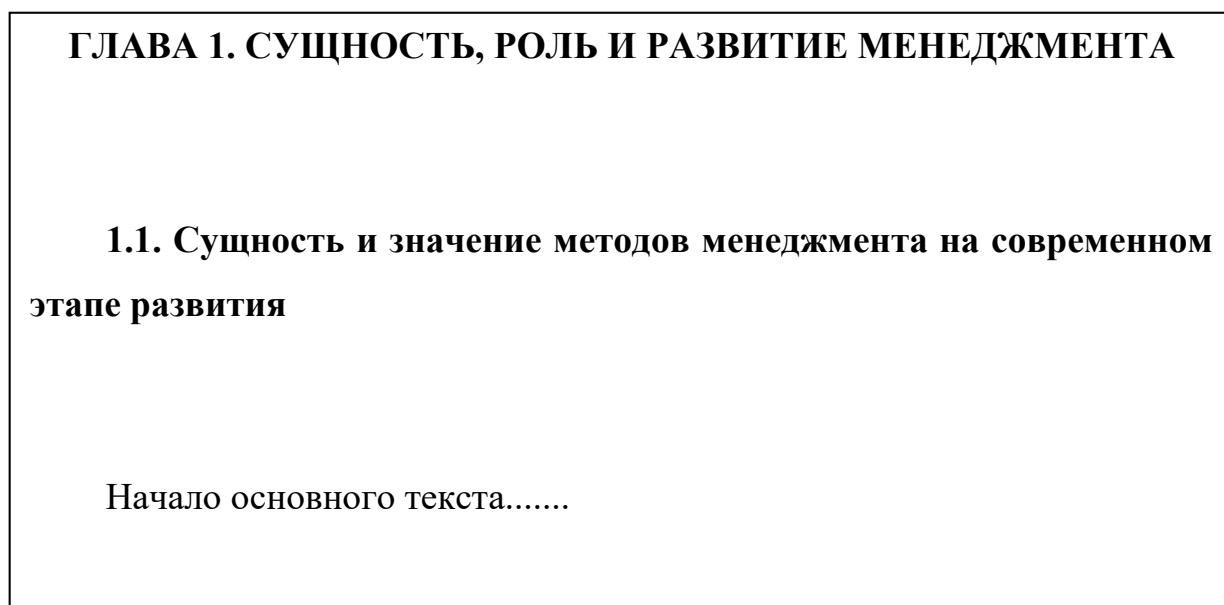 ГЛАВА 1. СУЩНОСТЬ, РОЛЬ И РАЗВИТИЕ МЕНЕДЖМЕНТА
1.1. Сущность и значение методов менеджмента на современном
этапе развития
Начало основного текста.......